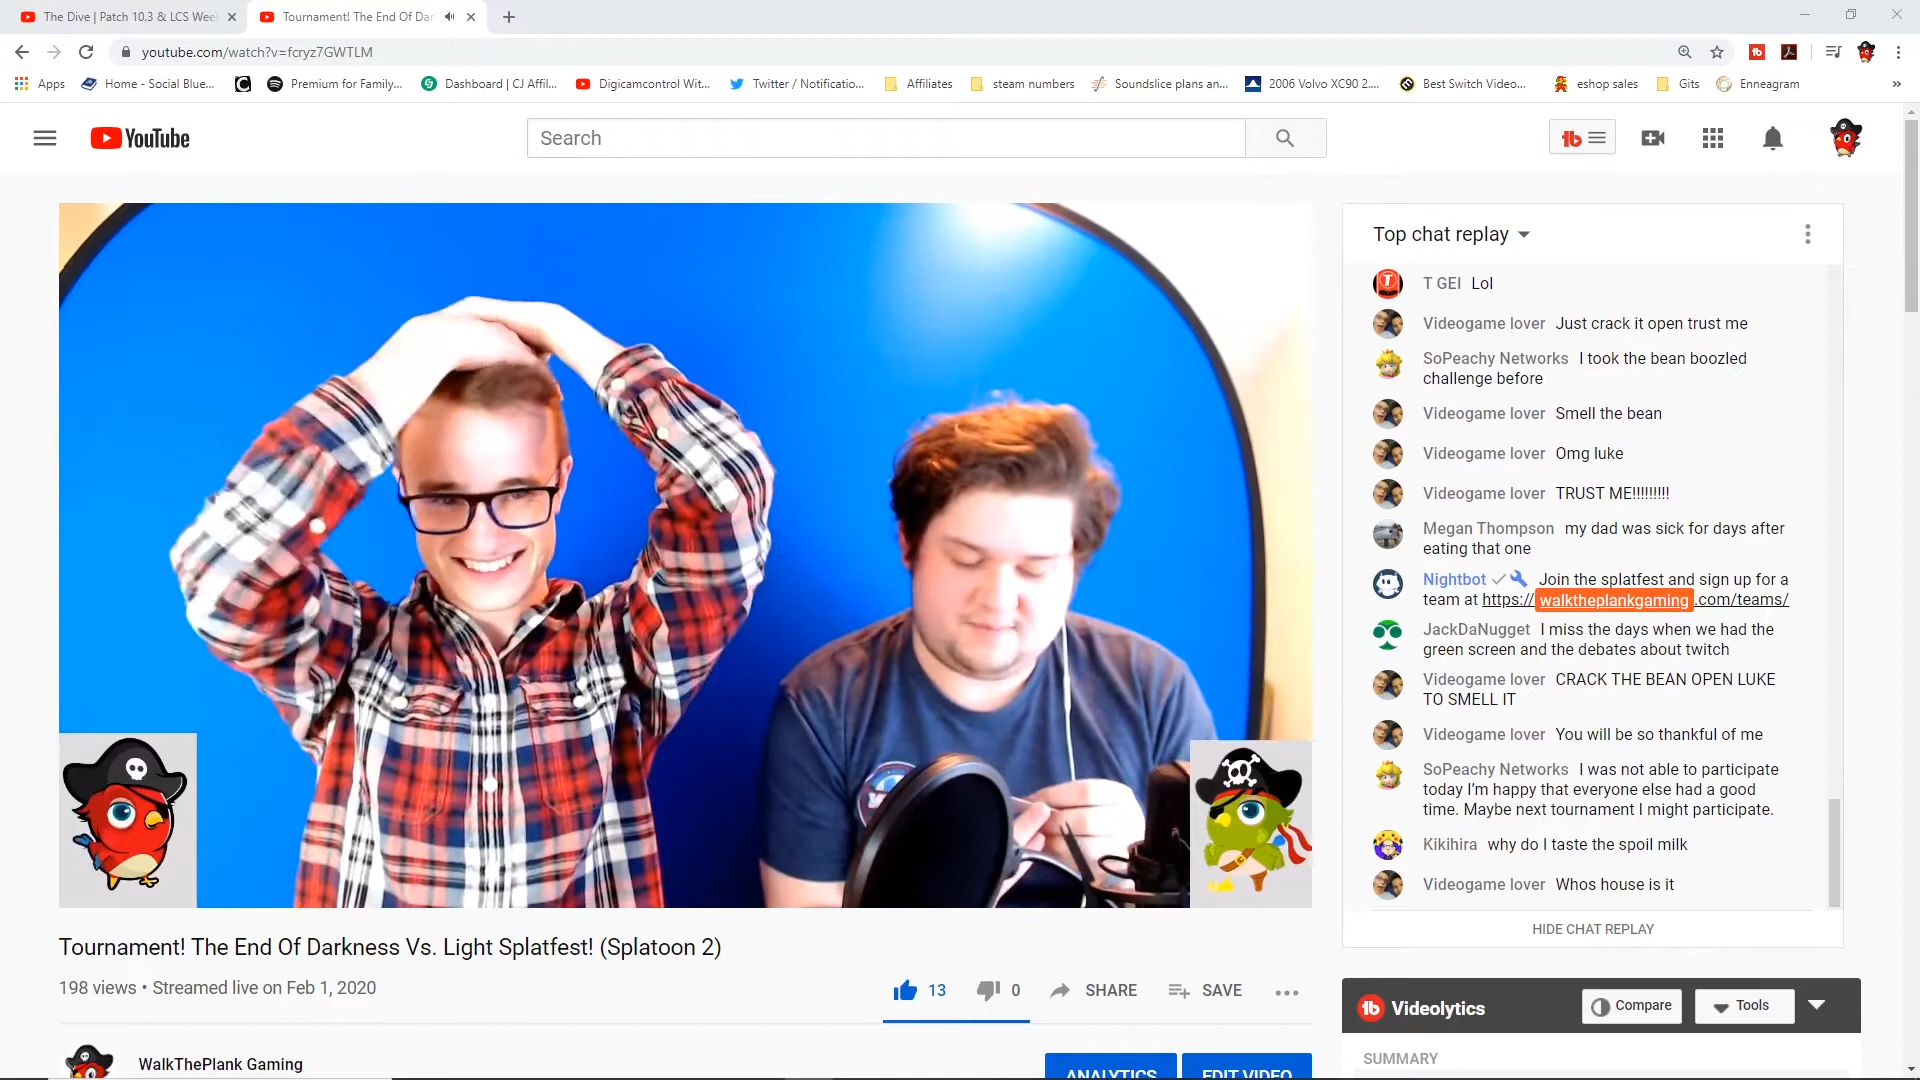 The Dive | Patch 10.3 & LCS Wee
Tournament! The End Of Dar
youtube.com/watch?v=fcryz7GWTLM
Apps
Home - Social Blue...
Premium for Family...
Dashboard | CJ Affil...
Digicamcontrol Wit...
Twitter / Notificatio...
Affiliates
steam numbers
Soundslice plans an...
2006 Volvo XC90 2....
Best Switch Video...
eshop sales
Gits
Enneagram
»
YouTube
Search
Top chat replay
T GEI Lol
Videogame lover Just crack it open trust me
SoPeachy Networks I took the bean boozled
challenge before
Videogame lover Smell the bean
Videogame lover Omg luke
Videogame lover TRUST ME!!!!!!!!!
Megan Thompson my dad was sick for days after
eating that one
Nightbot Join the splatfest and sign up for a
team at https://walktheplankgaming.com/teams/
JackDaNugget I miss the days when we had the
green screen and the debates about twitch
Videogame lover CRACK THE BEAN OPEN LUKE
TO SMELL IT
Videogame lover You will be so thankful of me
SoPeachy Networks I was not able to participate
today I'm happy that everyone else had a good
time. Maybe next tournament I might participate.
Kikihira why do I taste the spoil milk
Videogame lover Whos house is it
HIDE CHAT REPLAY
Tournament! The End Of Darkness Vs. Light Splatfest! (Splatoon 2)
198 views • Streamed live on Feb 1, 2020
13
0
SHARE
SAVE
WalkThePlank Gaming
ANALYTICS
EDIT VIDEO
Videolytics
Compare
Tools
SUMMARY